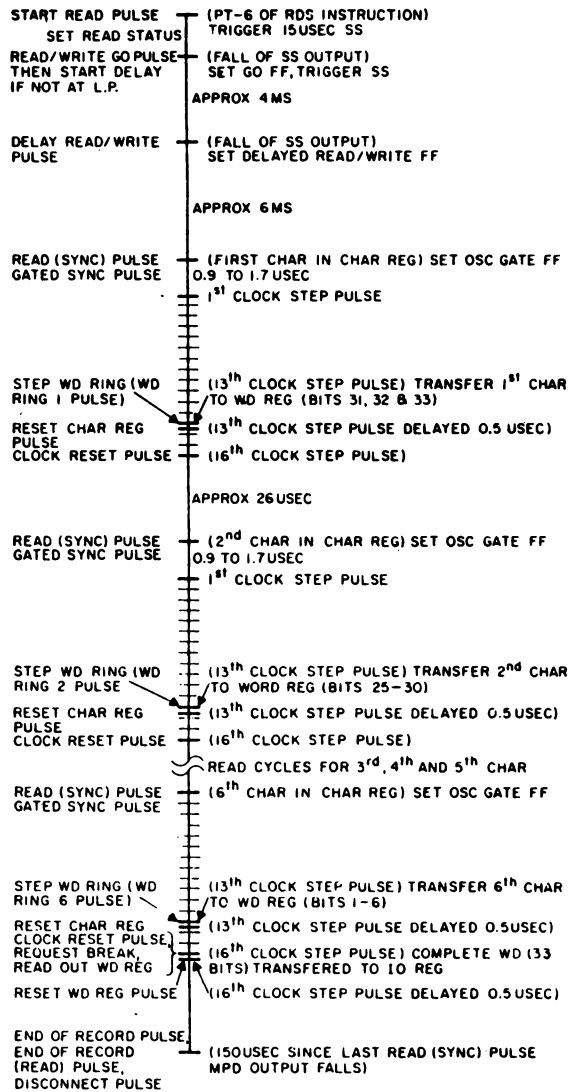 START READ PULSE (PT-6 OF RDS INSTRUCTION)
SET READ STATUS TRIGGER 15USEC SS
READ/WRITE GO PULSE (FALL OF SS OUTPUT)
THEN START DELAY SET GO FF, TRIGGER SS
IF NOT AT L.P.
APPROX 4MS
DELAY READ/WRITE (FALL OF SS OUTPUT)
PULSE SET DELAYED READ/WRITE FF
APPROX 6MS
READ (SYNC) PULSE (FIRST CHAR IN CHAR REG) SET OSC GATE FF
GATED SYNC PULSE 0.9 TO 1.7 USEC
1st CLOCK STEP PULSE
STEP WD RING (WD (13th CLOCK STEP PULSE) TRANSFER 1st CHAR
RING 1 PULSE) TO WD REG (BITS 31, 32 & 33)
RESET CHAR REG (13th CLOCK STEP PULSE DELAYED 0.5 USEC)
PULSE
CLOCK RESET PULSE (16th CLOCK STEP PULSE)
APPROX 26USEC
READ (SYNC) PULSE (2nd CHAR IN CHAR REG) SET OSC GATE FF
GATED SYNC PULSE 0.9 TO 1.7USEC
1st CLOCK STEP PULSE
STEP WD RING (WD (13th CLOCK STEP PULSE) TRANSFER 2nd CHAR
RING 2 PULSE TO WORD REG (BITS 25-30)
RESET CHAR REG (13th CLOCK STEP PULSE DELAYED 0.5USEC)
PULSE
CLOCK RESET PULSE (16th CLOCK STEP PULSE)
READ CYCLES FOR 3rd, 4th AND 5th CHAR
READ (SYNC) PULSE (6th CHAR IN CHAR REG) SET OSC GATE FF
GATED SYNC PULSE
STEP WD RING (WD (13th CLOCK STEP PULSE) TRANSFER 6th CHAR
RING 6 PULSE) TO WD REG (BITS 1-6)
RESET CHAR REG (13th CLOCK STEP PULSE DELAYED 0.5USEC)
CLOCK RESET PULSE,
REQUEST BREAK, (16th CLOCK STEP PULSE) COMPLETE WD (33
READ OUT WD REG BITS) TRANSFERED TO IO REG
RESET WD REG PULSE (16th CLOCK STEP PULSE DELAYED 0.5USEC)
END OF RECORD PULSE,
END OF RECORD (150USEC SINCE LAST READ (SYNC) PULSE
(READ) PULSE, MPD OUTPUT FALLS)
DISCONNECT PULSE